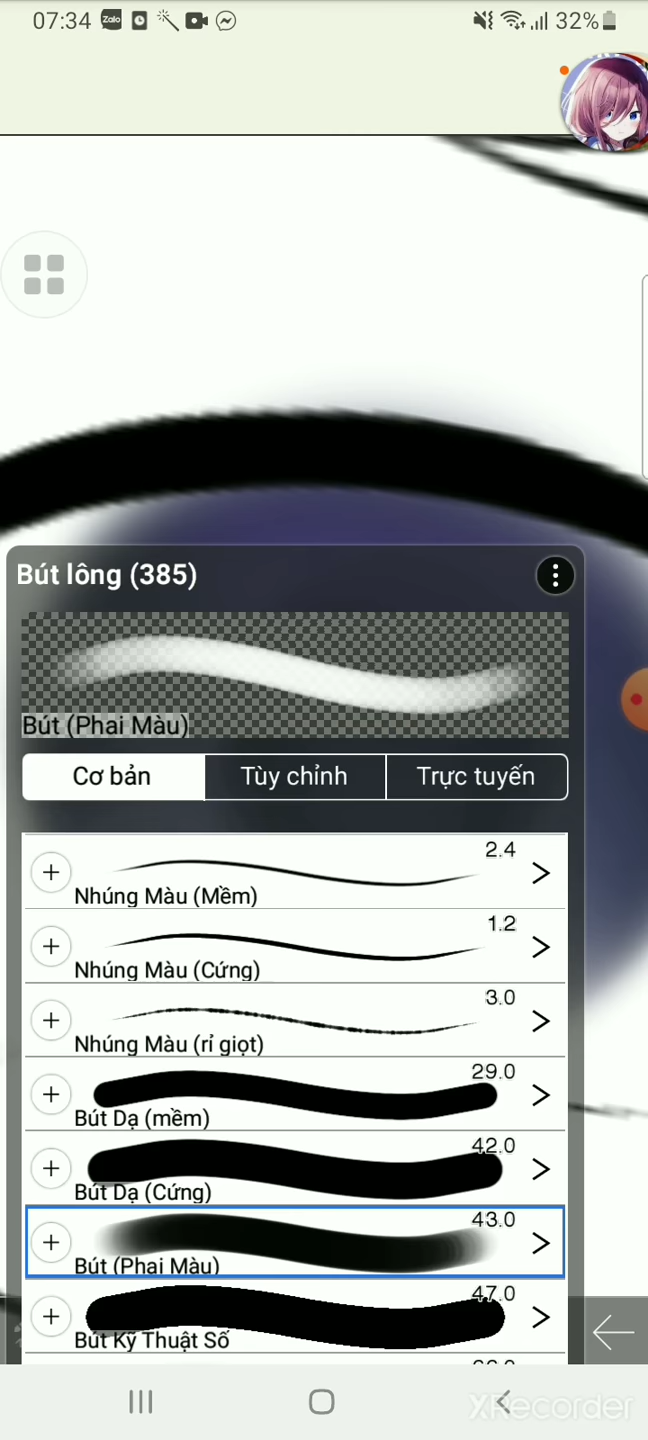 07:34 Zalo 32%
Bút lông (385)
Bút (Phai Màu)
Cơ bản Tùy chỉnh Trực tuyến
2.4
Nhúng Màu (Mềm)
1.2
Nhúng Màu (Cứng)
3.0
Nhúng Màu (rỉ giọt)
29.0
Bút Dạ (mềm)
42.0
Bút Dạ (Cứng)
43.0
Bút (Phai Màu)
47.0
Bút Kỹ Thuật Số
XRecorder